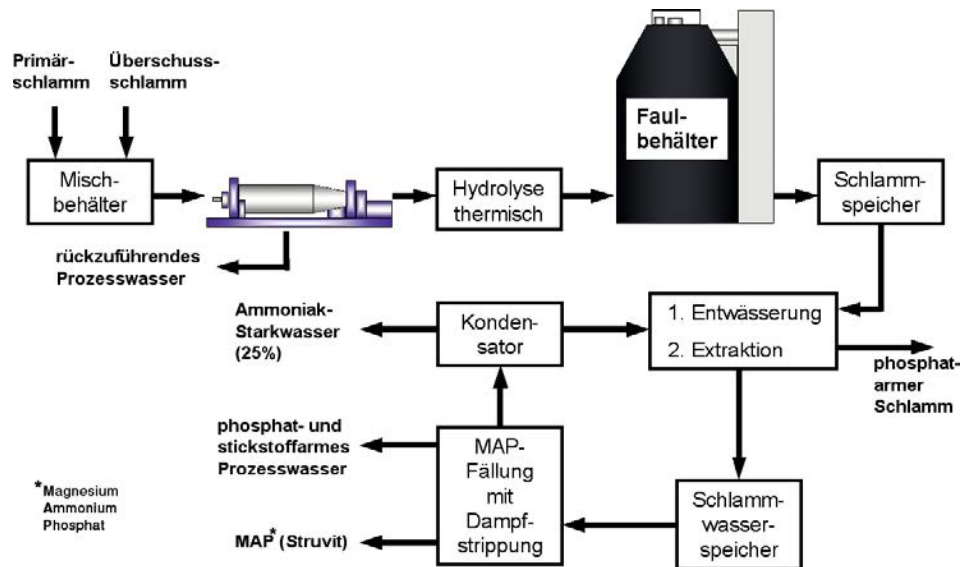 Primär-
schlamm
Überschuss-
schlamm
Misch-
behälter
rückzuführendes
Prozesswasser
Hydrolyse
thermisch
Faul-
behälter
Schlamm-
speicher
Ammoniak-
Starkwasser
(25%)
Konden-
sator
1. Entwässerung
2. Extraktion
phosphat-
armer
Schlamm
phosphat- und
stickstoffarmes
Prozesswasser
MAP-
Fällung
mit
Dampf-
strippung
Schlamm-
wasser-
speicher
MAP* (Struvit)
*Magnesium
Ammonium
Phosphat